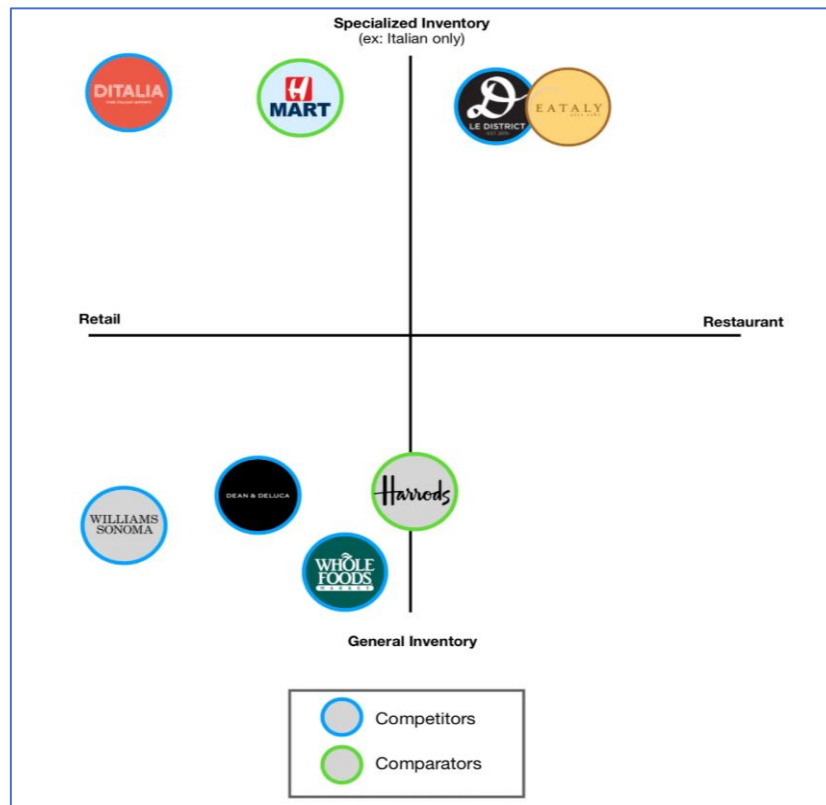 Specialized Inventory
(ex: Italian only)
DITALIA
H
MART
D
LE DISTRICT
EATALY
Retail
Restaurant
WILLIAMS
SONOMA
DEAN & DELUCA
Harrods
WHOLE
FOODS
MARKET
General Inventory
Competitors
Comparators